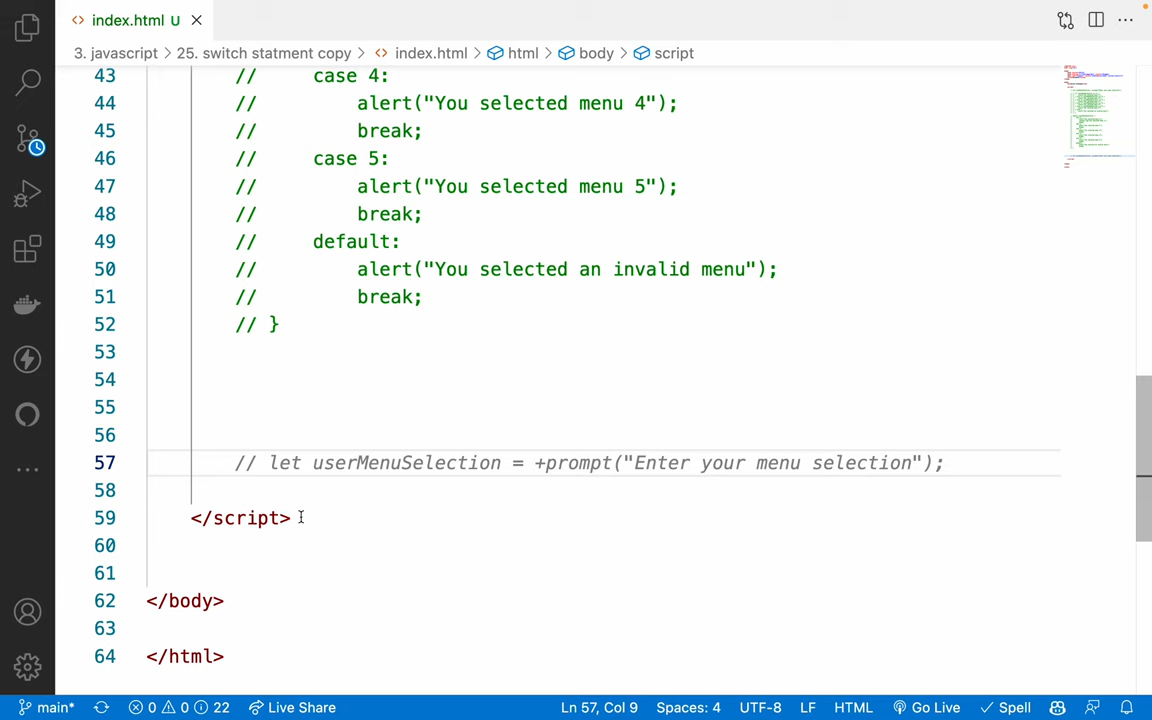 index.html U
3. javascript > 25. switch statment copy > index.html > html > body > script
43 // case 4:
44 // alert("You selected menu 4");
45 // break;
46 // case 5:
47 // alert("You selected menu 5");
48 // break;
49 // default:
50 // alert("You selected an invalid menu");
51 // break;
52 // }
53
54
55
56
57 // let userMenuSelection = +prompt("Enter your menu selection");
58
59 </script>
60
61
62 </body>
63
64 </html>
main* 0 0 22 Live Share Ln 57, Col 9 Spaces: 4 UTF-8 LF HTML Go Live Spell